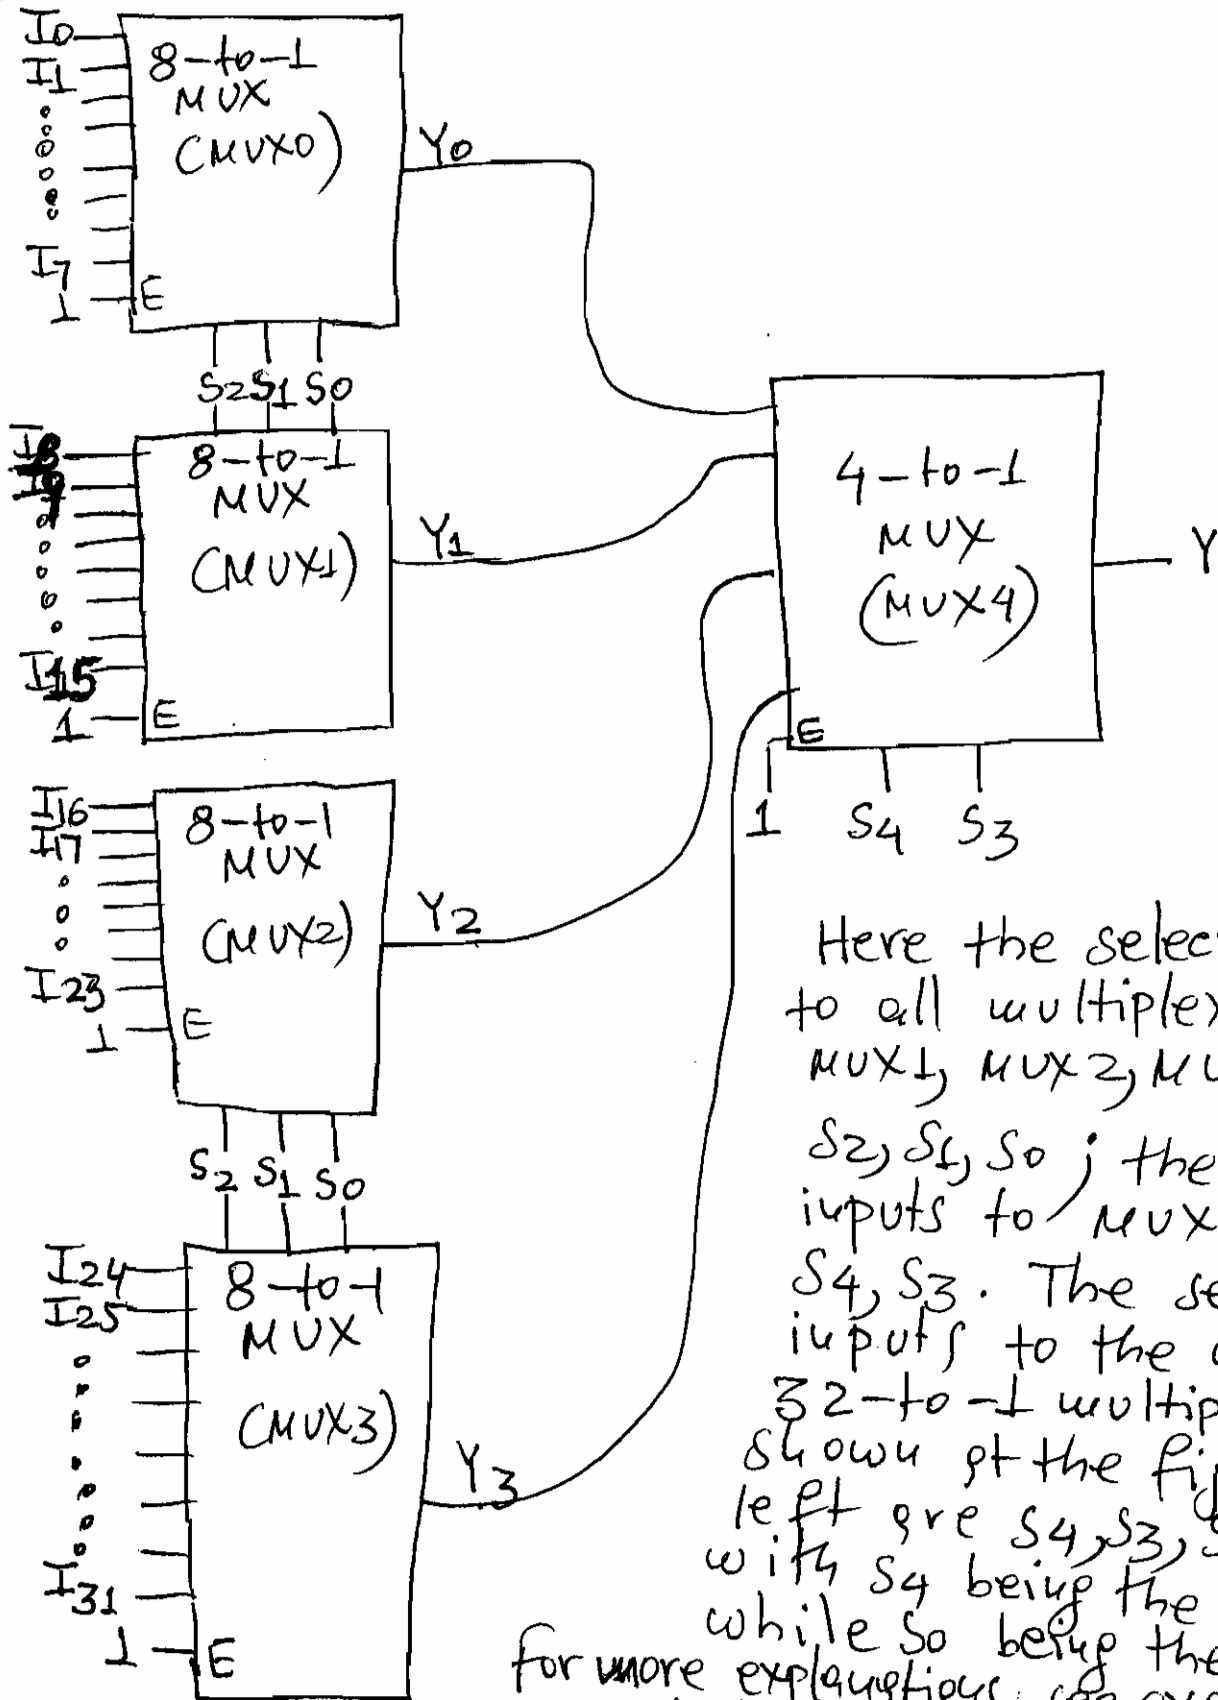 I0
I1
I7
1
8-to-1
MUX
(MUX0)
E
Y0
S2 S1 S0
I8
I9
I15
1
8-to-1
MUX
(MUX1)
E
Y1
4-to-1
MUX
(MUX4)
E
Y
1 S4 S3
I16
I17
I23
1
8-to-1
MUX
(MUX2)
E
Y2
S2 S1 S0
I24
I25
I31
1
8-to-1
MUX
(MUX3)
E
Y3
Here the selec
to all multiplex
MUX1, MUX2, MU
S2, S1, S0 ; the
inputs to MUX
S4, S3. The se
inputs to the
32-to-1 multip
shown at the fig
left are S4, S3, S
with S4 being the
while S0 being the
for more explanations